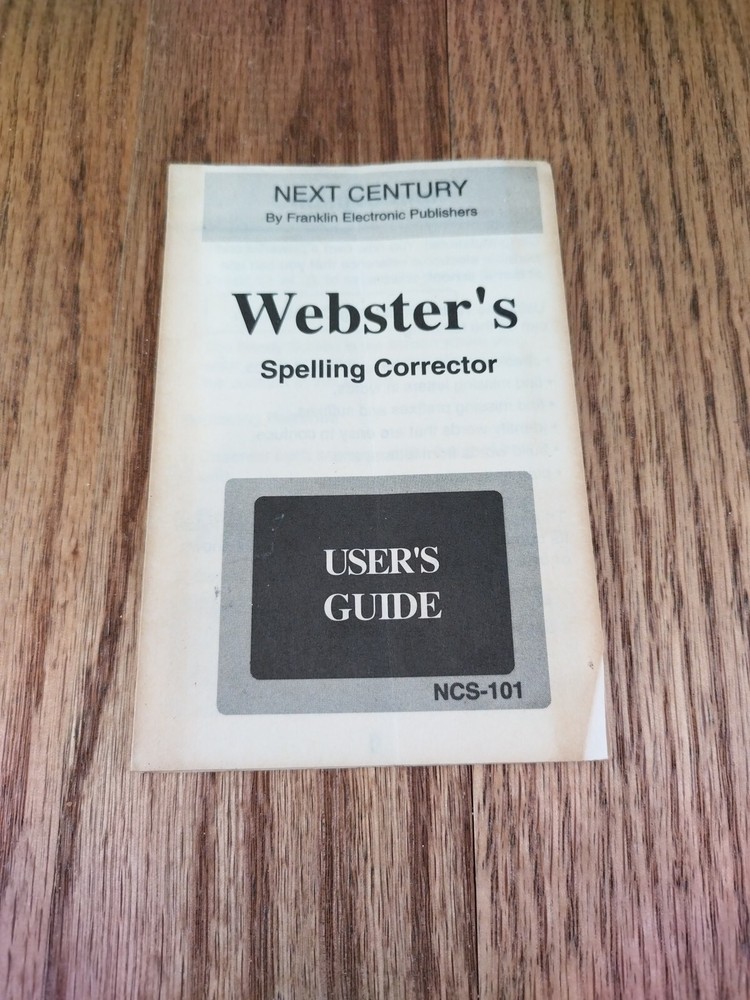 NEXT CENTURY
By Franklin Electronic Publishers
Webster's
Spelling Corrector
USER'S
GUIDE
NCS-101